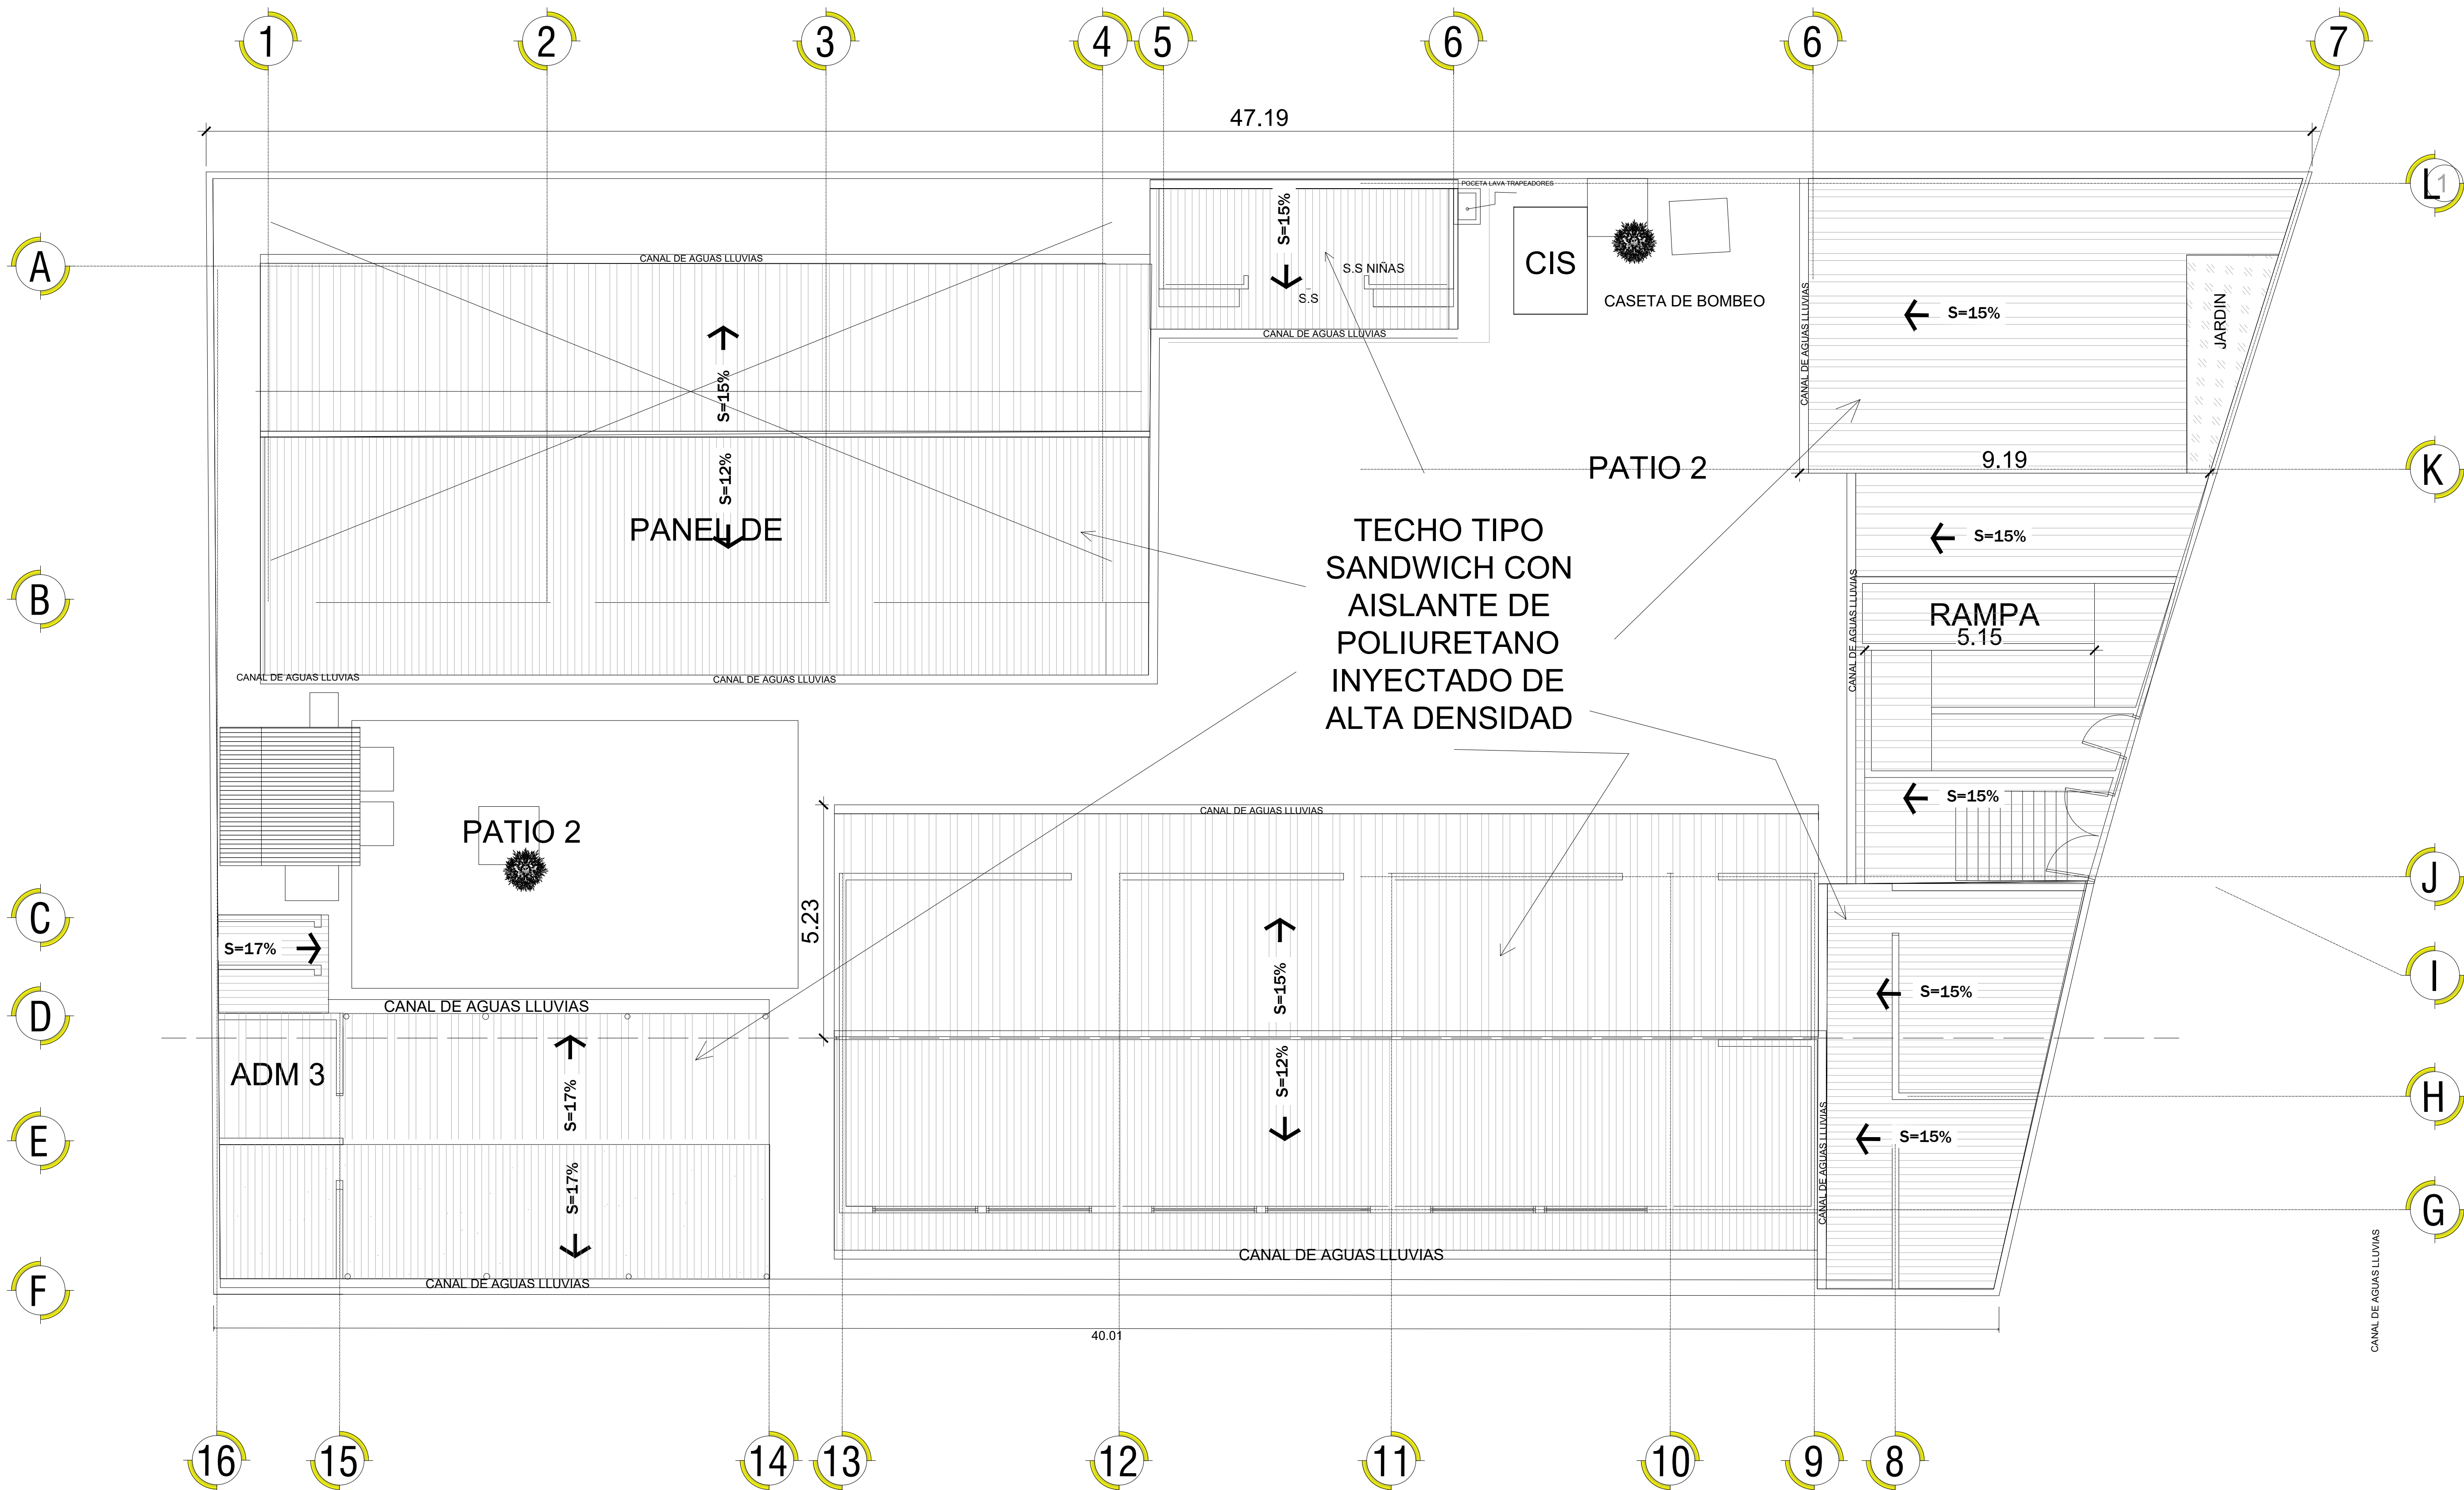 1 2 3 4 5 6 6 7
47.19
L 1
POCETA LAVA TRAPEADORES
S=15%
A
CANAL DE AGUAS LLUVIAS
S.S NIÑAS
CIS
S.S
CASETA DE BOMBEO
CANAL DE AGUAS LLUVIAS
S=15%
JARDIN
CANAL DE AGUAS LLUVIAS
S=15%
S=12%
PATIO 2
9.19
K
PANEL DE
TECHO TIPO
SANDWICH CON
AISLANTE DE
POLIURETANO
INYECTADO DE
ALTA DENSIDAD
S=15%
B
CANAL DE AGUAS LLUVIAS
RAMPA
5.15
CANAL DE AGUAS LLUVIAS
CANAL DE AGUAS LLUVIAS
S=15%
CANAL DE AGUAS LLUVIAS
PATIO 2
J
C
5.23
S=17%
S=15%
S=15%
I
D
CANAL DE AGUAS LLUVIAS
ADM 3
S=17%
S=12%
H
E
S=17%
CANAL DE AGUAS LLUVIAS
S=15%
G
CANAL DE AGUAS LLUVIAS
F
CANAL DE AGUAS LLUVIAS
CANAL DE AGUAS LLUVIAS
40.01
16 15 14 13 12 11 10 9 8